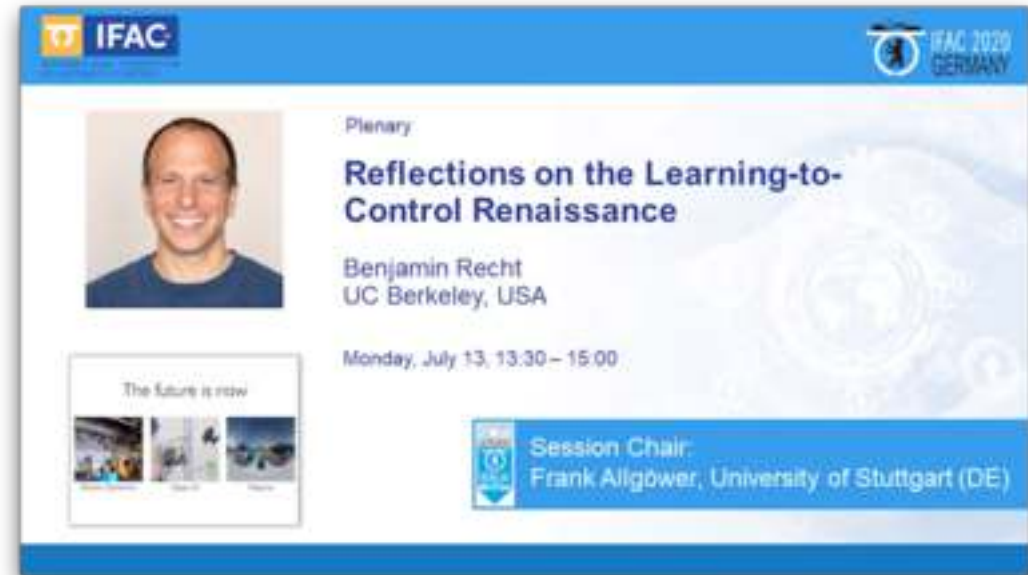 IFAC
IFAC 2020
GERMANY
Plenary
Reflections on the Learning-to-
Control Renaissance
Benjamin Recht
UC Berkeley, USA
Monday, July 13, 13:30 – 15:00
The future is now
Session Chair:
Frank Allgöwer, University of Stuttgart (DE)